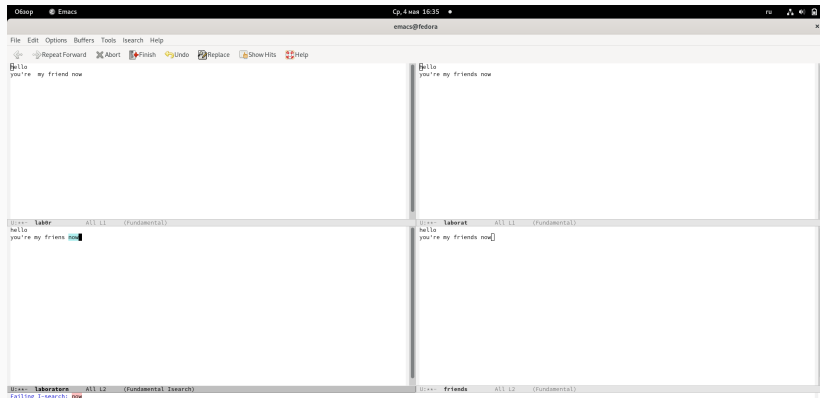 Обзор Emacs Ср, 4 мая 16:35 ru
emacs@fedora
File Edit Options Buffers Tools Isearch Help
Repeat Forward Abort Finish Undo Replace Show Hits Help
hello
you're  my friend now
U:**-  lab0r  All L1  (Fundamental)
hello
you're my friends now
U:**-  laborat  All L1  (Fundamental)
hello
you're my friens now
U:**-  laboratorn  All L2  (Fundamental Isearch)
hello
you're my friends now
U:**-  friends  All L2  (Fundamental)
Failing I-search: now